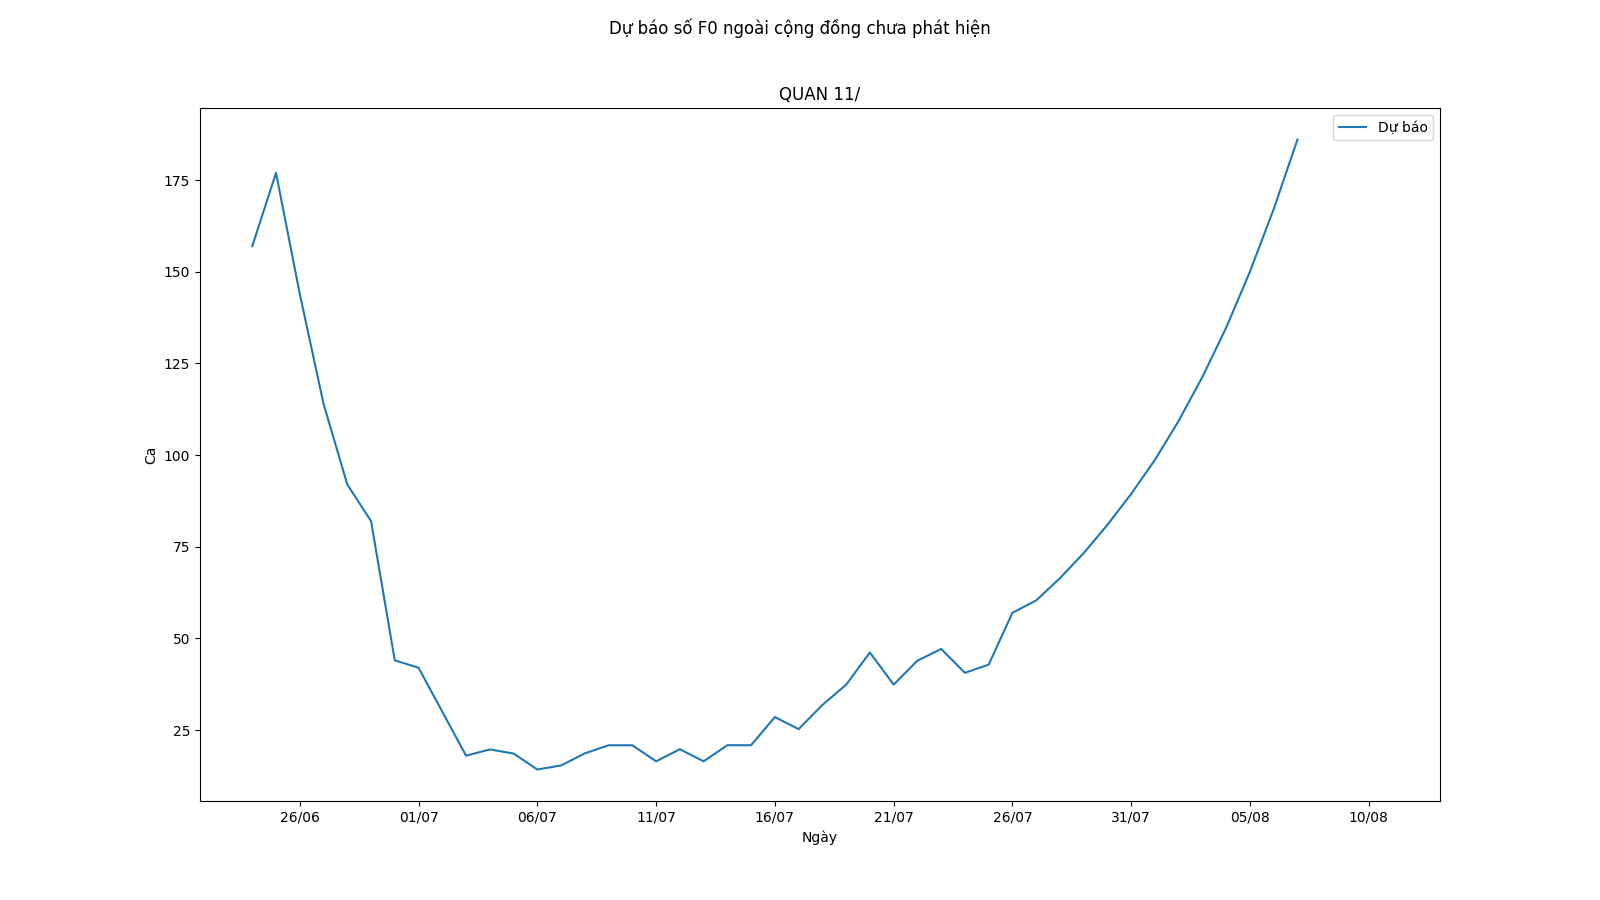 Dự báo số F0 ngoài cộng đồng chưa phát hiện
QUAN 11/
Dự báo
175
150
125
100
75
50
25
Ca
26/06 01/07 06/07 11/07 16/07 21/07 26/07 31/07 05/08 10/08
Ngày